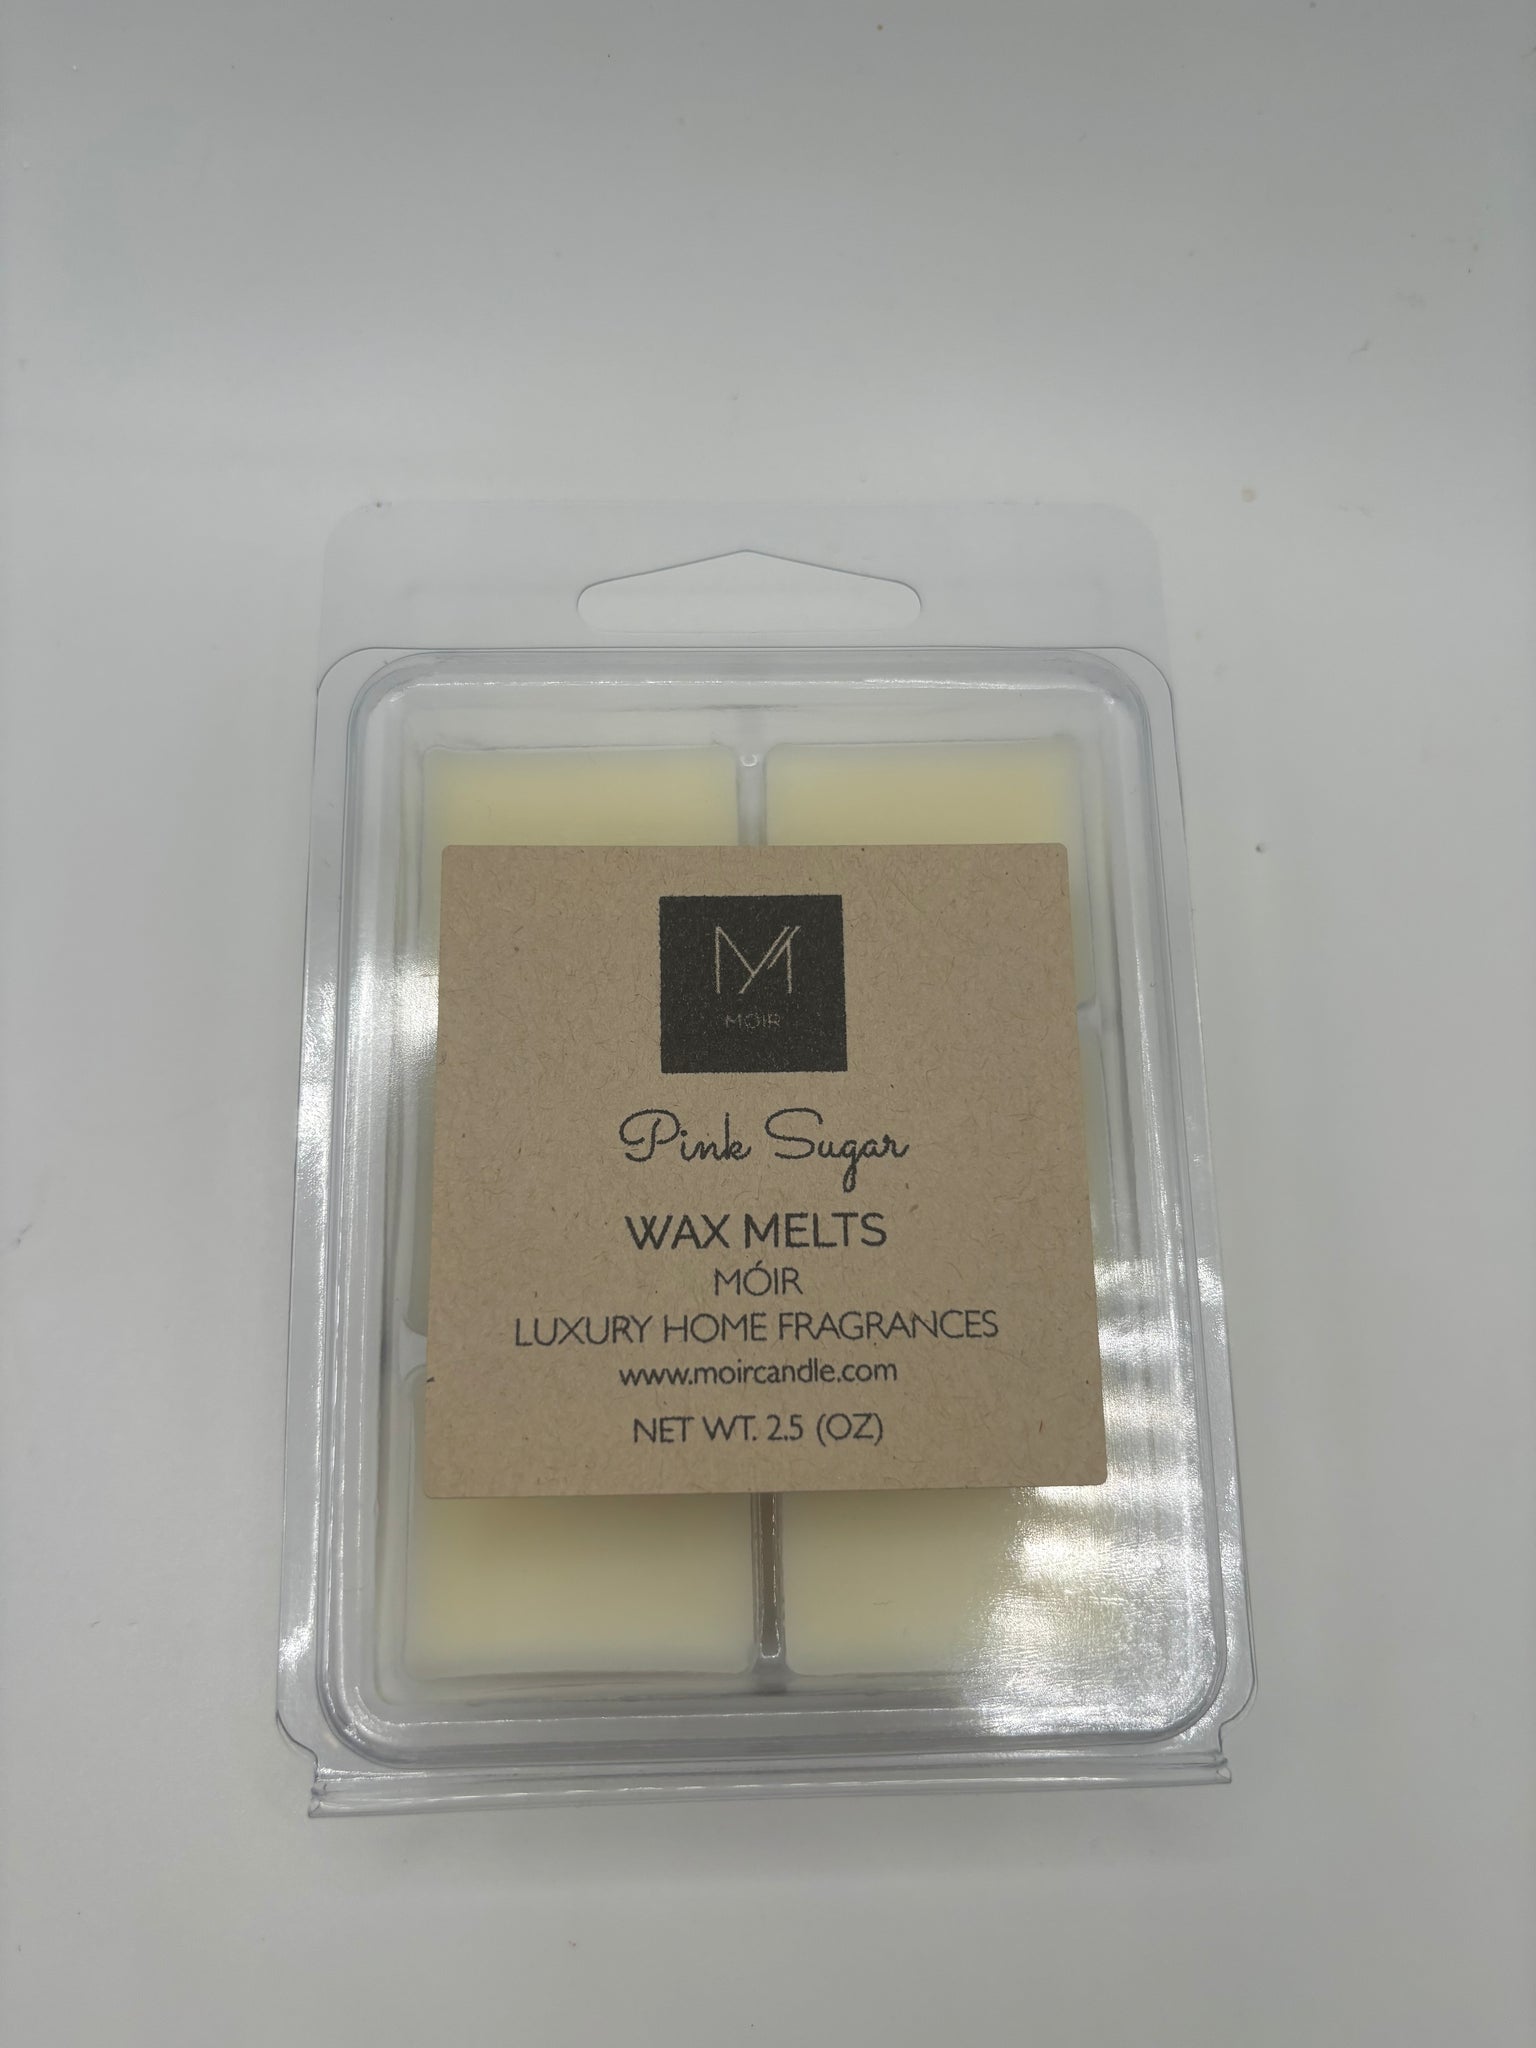 MÓIR
Pink Sugar
WAX MELTS
MÓIR
LUXURY HOME FRAGRANCES
www.moircandle.com
NET WT. 2.5 (OZ)